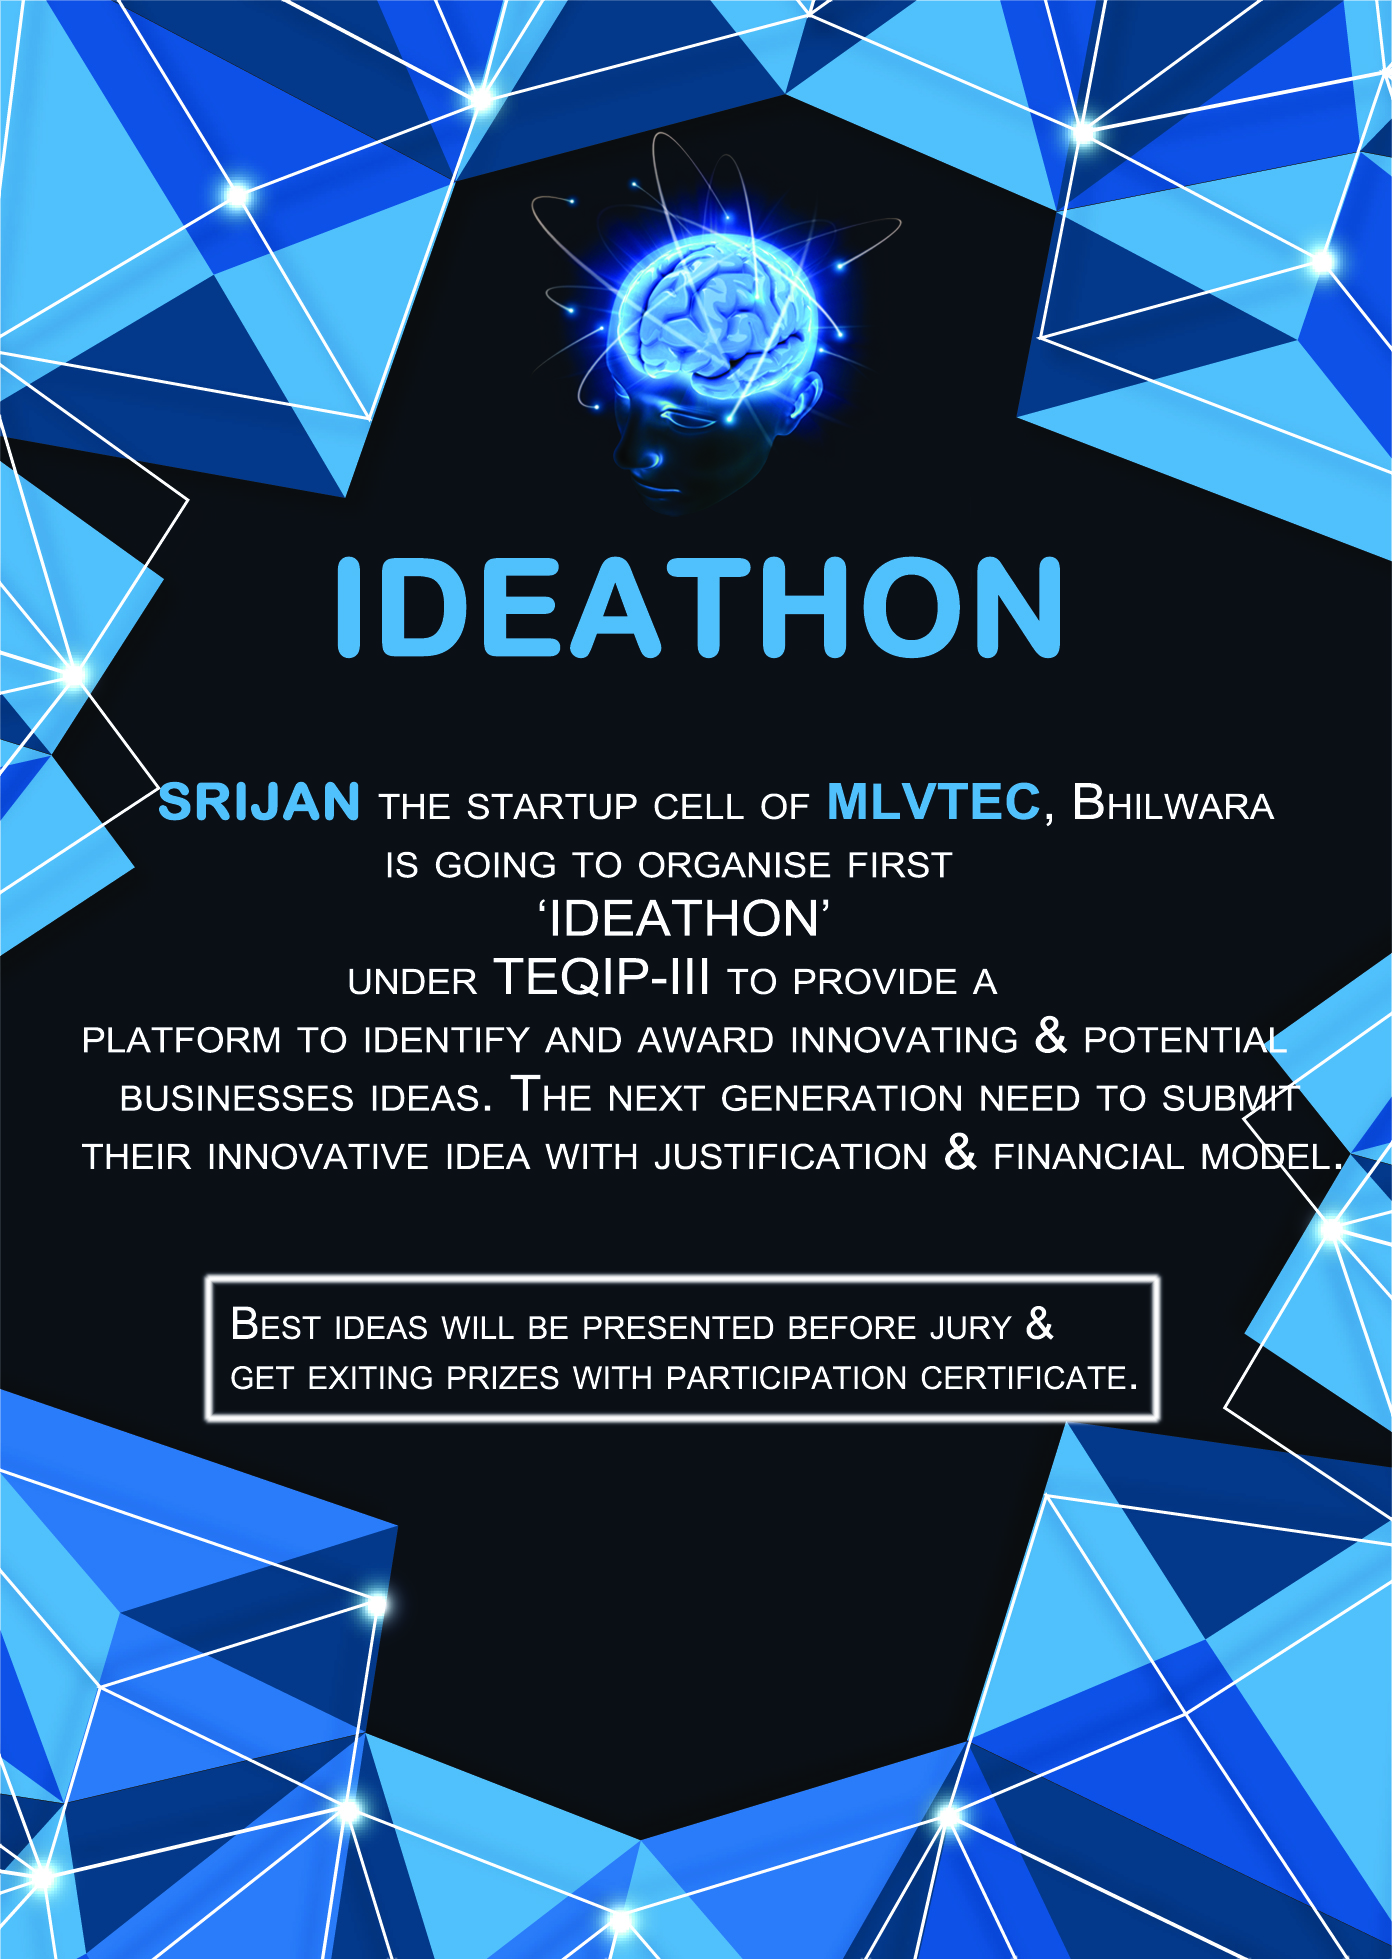 IDEATHON
SRIJAN THE STARTUP CELL OF MLVTEC, BHILWARA
IS GOING TO ORGANISE FIRST
‘IDEATHON’
UNDER TEQIP-III TO PROVIDE A
PLATFORM TO IDENTIFY AND AWARD INNOVATING & POTENTIAL
BUSINESSES IDEAS. THE NEXT GENERATION NEED TO SUBMIT
THEIR INNOVATIVE IDEA WITH JUSTIFICATION & FINANCIAL MODEL.
BEST IDEAS WILL BE PRESENTED BEFORE JURY &
GET EXITING PRIZES WITH PARTICIPATION CERTIFICATE.